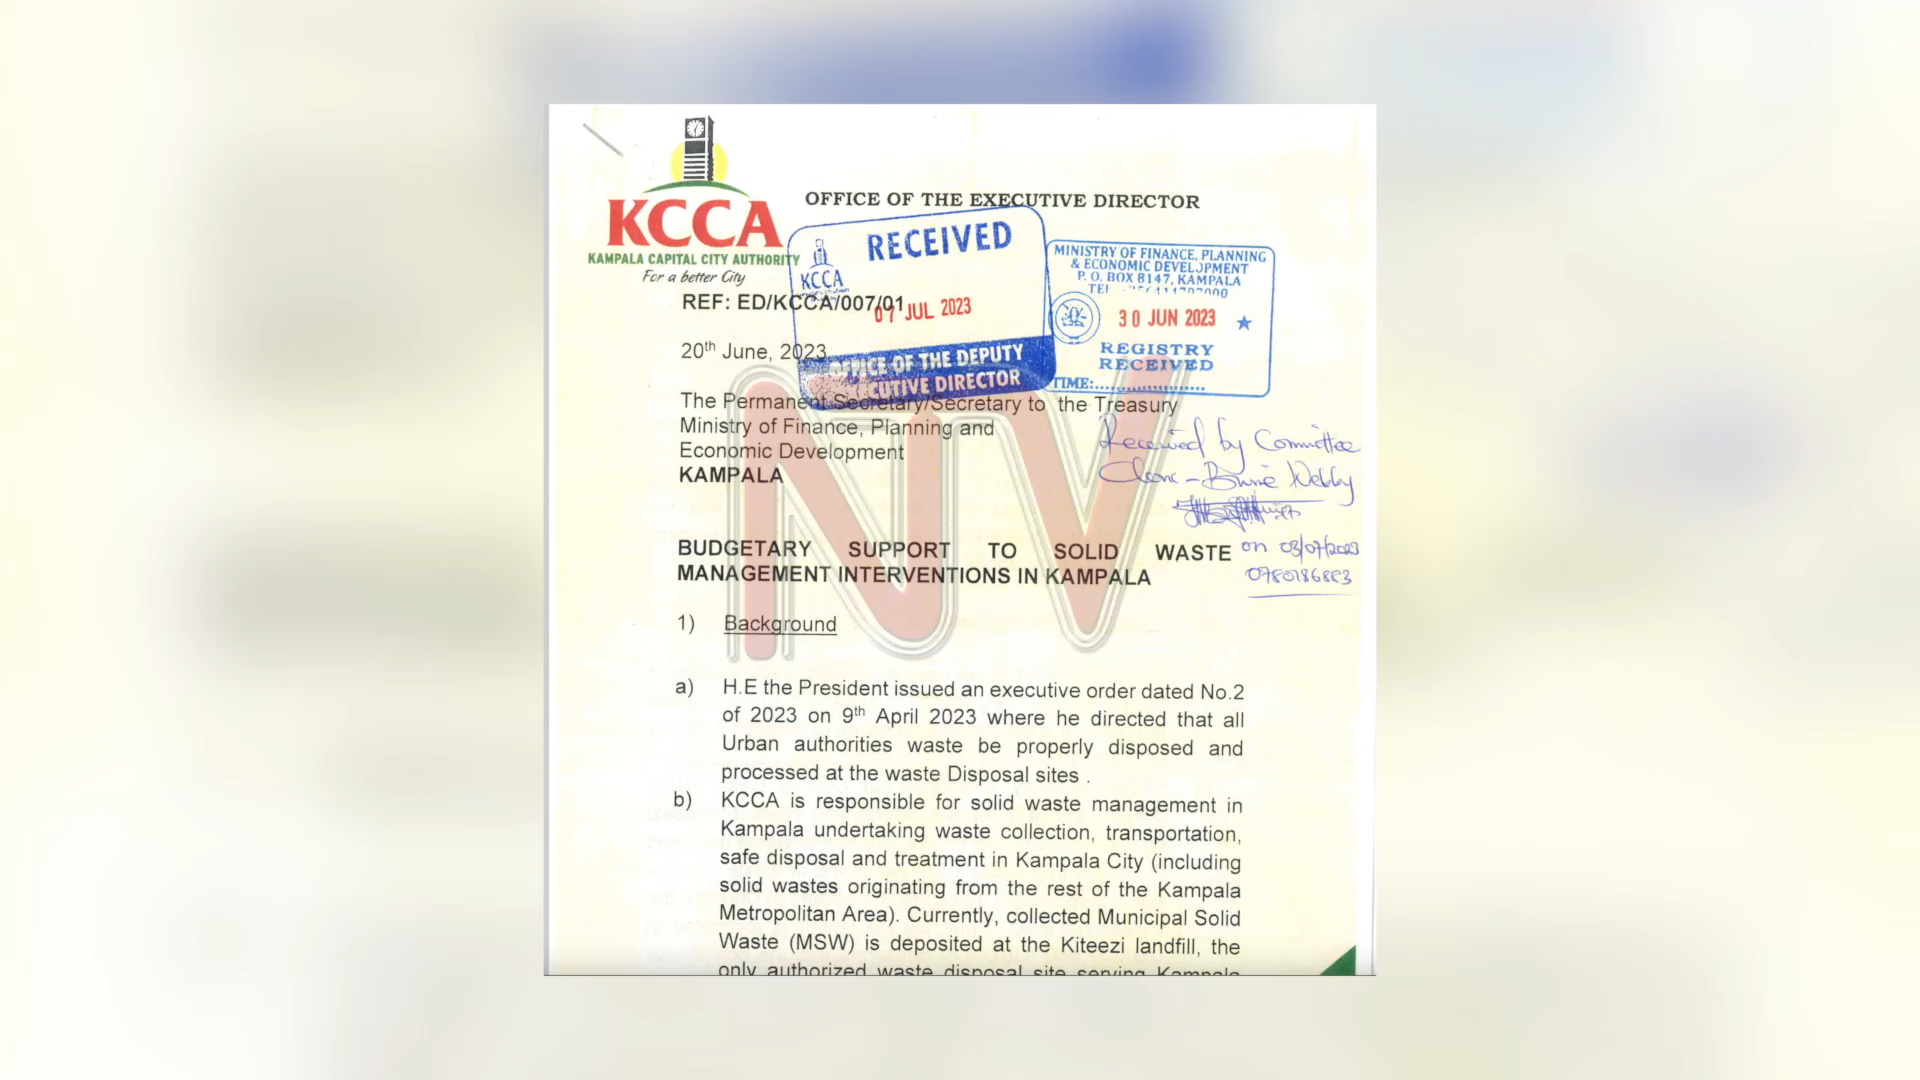 OFFICE OF THE EXECUTIVE DIRECTOR
KCCA
KAMPALA CAPITAL CITY AUTHORITY
For a better City
RECEIVED
KCCA
07 JUL 2023
OFFICE OF THE DEPUTY
EXECUTIVE DIRECTOR
MINISTRY OF FINANCE, PLANNING
& ECONOMIC DEVELOPMENT
P. O. BOX 8147, KAMPALA
30 JUN 2023
REGISTRY
RECEIVED
TIME:......................
REF: ED/KCCA/007/01
20th June, 2023
The Permanent Secretary/Secretary to the Treasury
Ministry of Finance, Planning and
Economic Development
KAMPALA
Received by Committee
on 03/07/2023
NV
BUDGETARY SUPPORT TO SOLID WASTE
MANAGEMENT INTERVENTIONS IN KAMPALA
1) Background
a) H.E the President issued an executive order dated No.2
of 2023 on 9th April 2023 where he directed that all
Urban authorities waste be properly disposed and
processed at the waste Disposal sites .
b) KCCA is responsible for solid waste management in
Kampala undertaking waste collection, transportation,
safe disposal and treatment in Kampala City (including
solid wastes originating from the rest of the Kampala
Metropolitan Area). Currently, collected Municipal Solid
Waste (MSW) is deposited at the Kiteezi landfill, the
only authorized waste disposal site serving Kampala